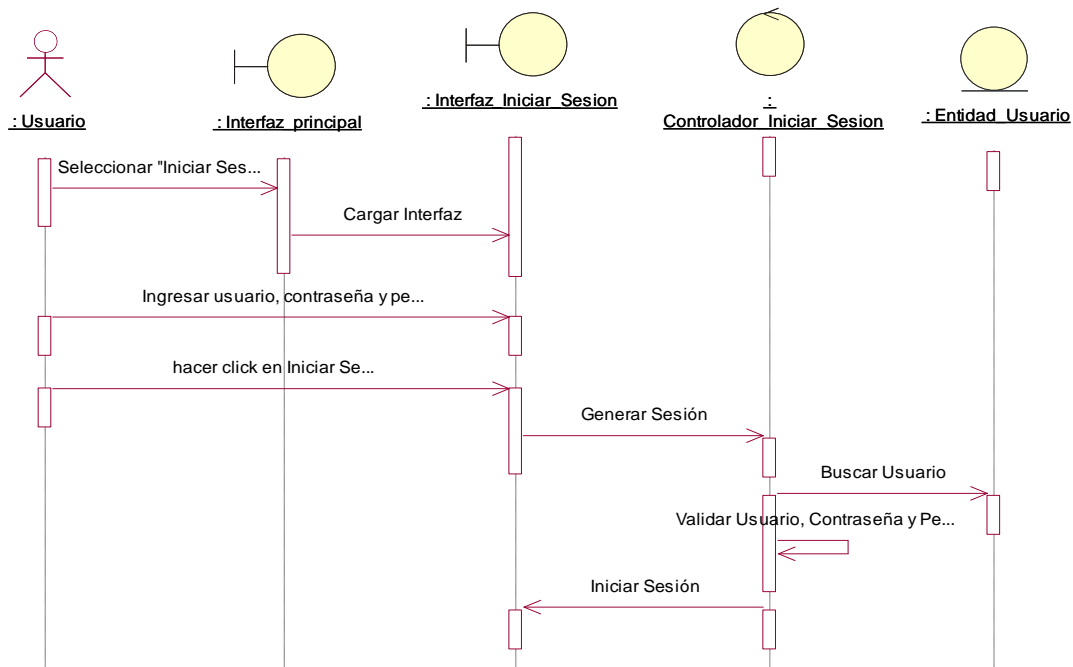 : Usuario
: Interfaz_principal
: Interfaz_Iniciar_Sesion
:
Controlador_Iniciar_Sesion
: Entidad_Usuario
Seleccionar "Iniciar Ses...
Cargar Interfaz
Ingresar usuario, contraseña y pe...
hacer click en Iniciar Se...
Generar Sesión
Buscar Usuario
Validar Usuario, Contraseña y Pe...
Iniciar Sesión